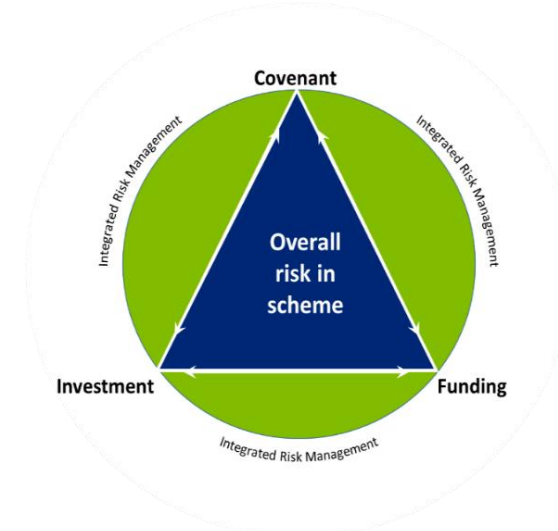 Covenant
Integrated Risk Management
Integrated Risk Management
Overall
risk in
scheme
Investment
Funding
Integrated Risk Management